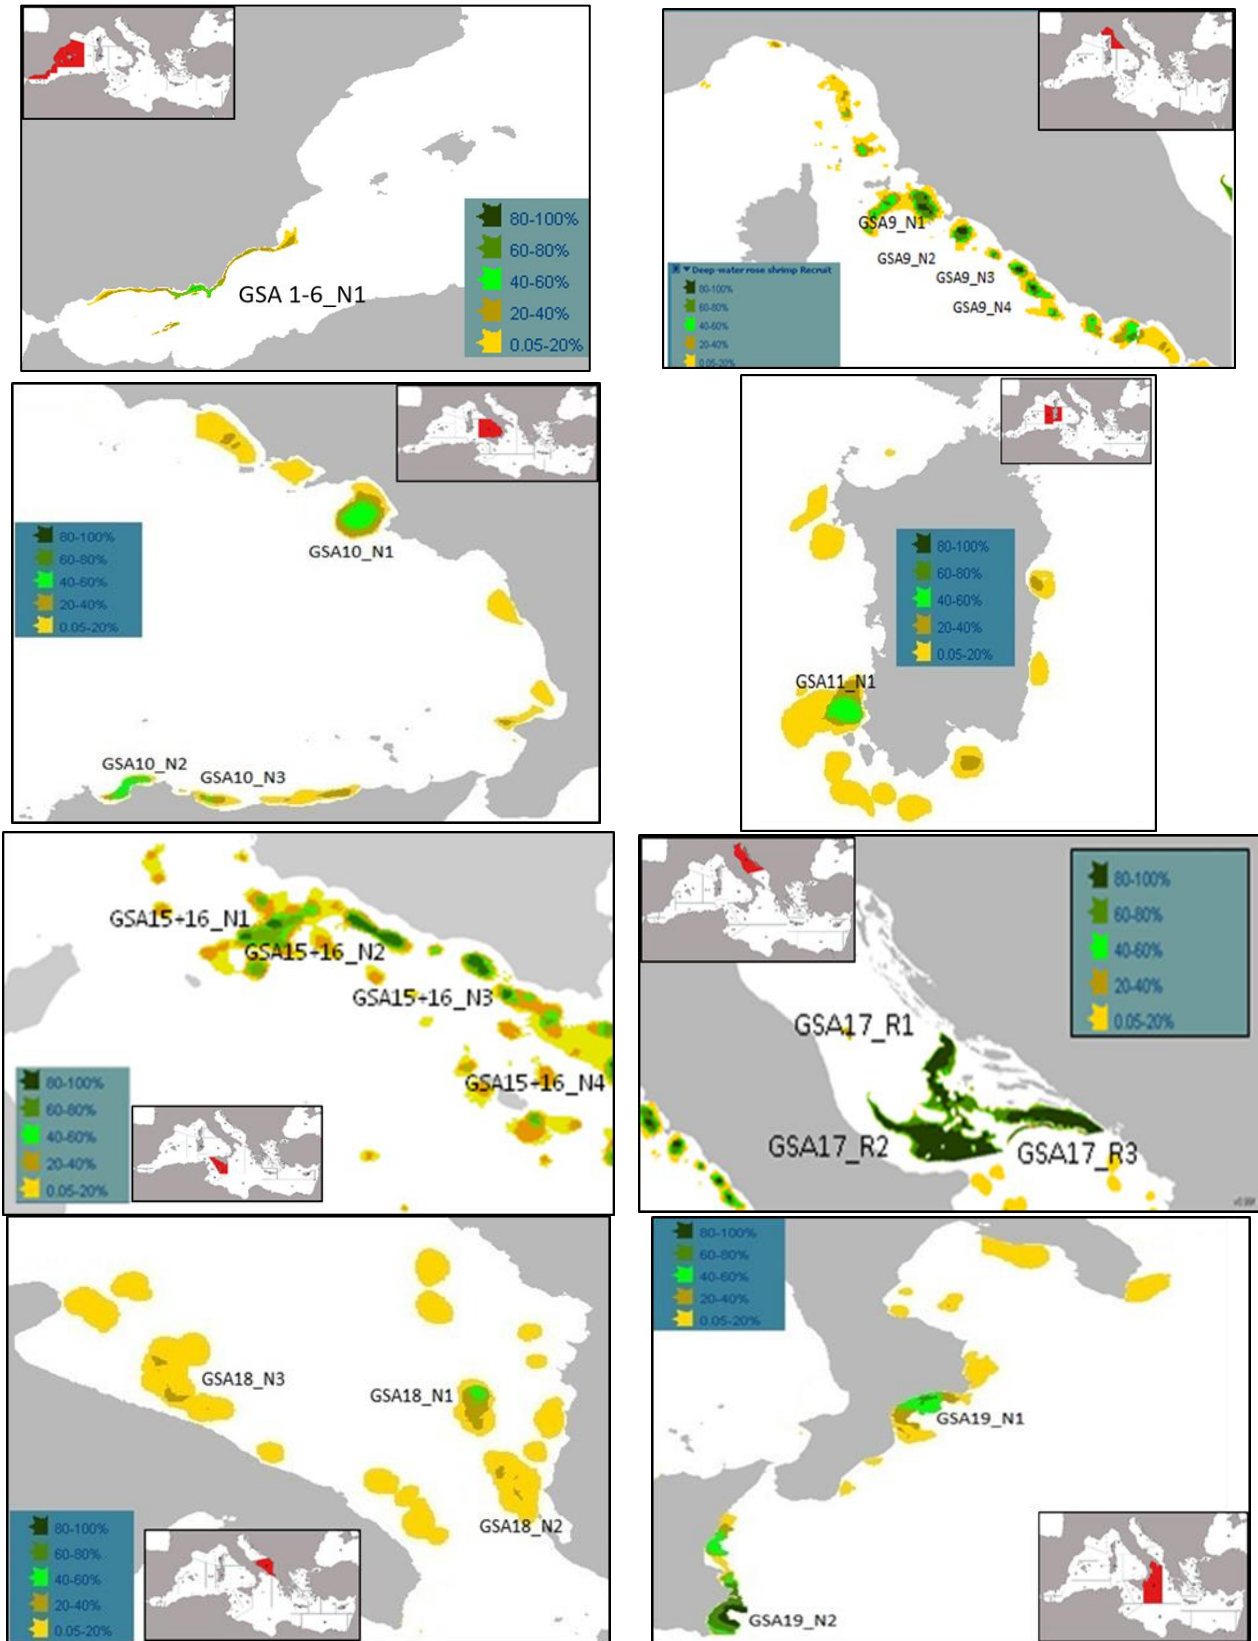 80-100%
60-80%
40-60%
20-40%
0.05-20%
GSA 1-6_N1
GSA9_N1
GSA9_N2
GSA9_N3
GSA9_N4
Deep-water rose shrimp Recruit
80-100%
60-80%
40-60%
20-40%
0.05-20%
80-100%
60-80%
40-60%
20-40%
0.05-20%
GSA10_N1
GSA10_N2
GSA10_N3
80-100%
60-80%
40-60%
20-40%
0.05-20%
GSA11_N1
GSA15+16_N1
GSA15+16_N2
GSA15+16_N3
GSA15+16_N4
80-100%
60-80%
40-60%
20-40%
0.05-20%
80-100%
60-80%
40-60%
20-40%
0.05-20%
GSA17_R1
GSA17_R2
GSA17_R3
GSA18_N3
GSA18_N1
GSA18_N2
80-100%
60-80%
40-60%
20-40%
0.05-20%
80-100%
60-80%
40-60%
20-40%
0.05-20%
GSA19_N1
GSA19_N2